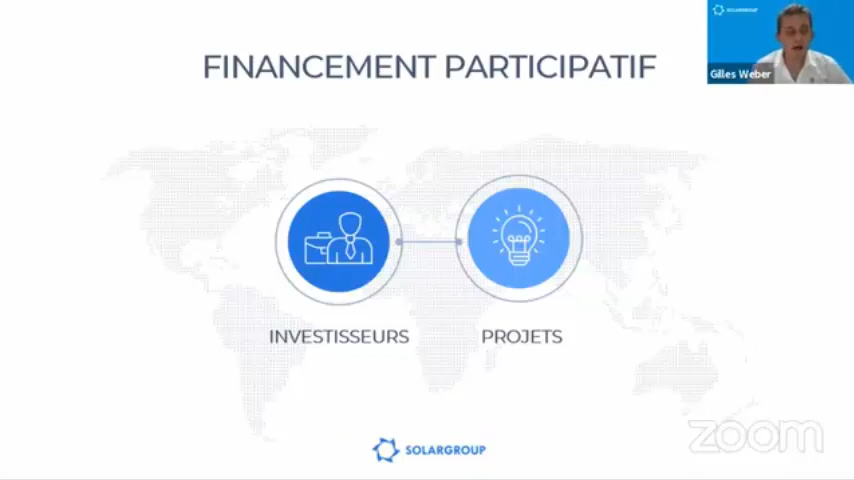 SOLARGROUP
Gilles Weber
FINANCEMENT PARTICIPATIF
INVESTISSEURS
PROJETS
SOLARGROUP
zoom